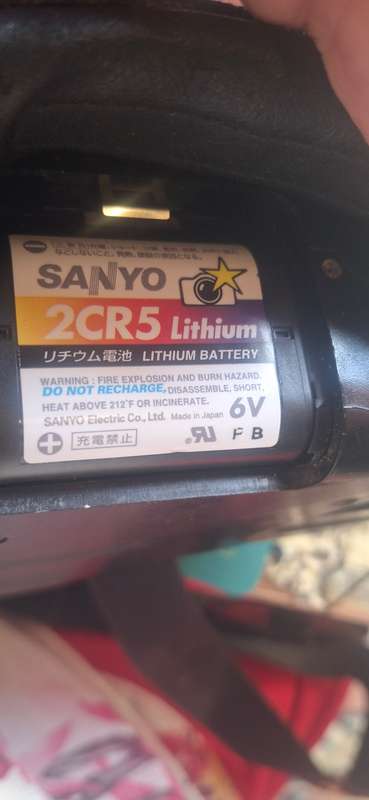 SANYO
2CR5 Lithium
リチウム電池 LITHIUM BATTERY
WARNING : FIRE EXPLOSION AND BURN HAZARD.
DO NOT RECHARGE, DISASSEMBLE, SHORT,
HEAT ABOVE 212°F OR INCINERATE.
SANYO Electric Co., Ltd. Made in Japan 6V
充電禁止 FB